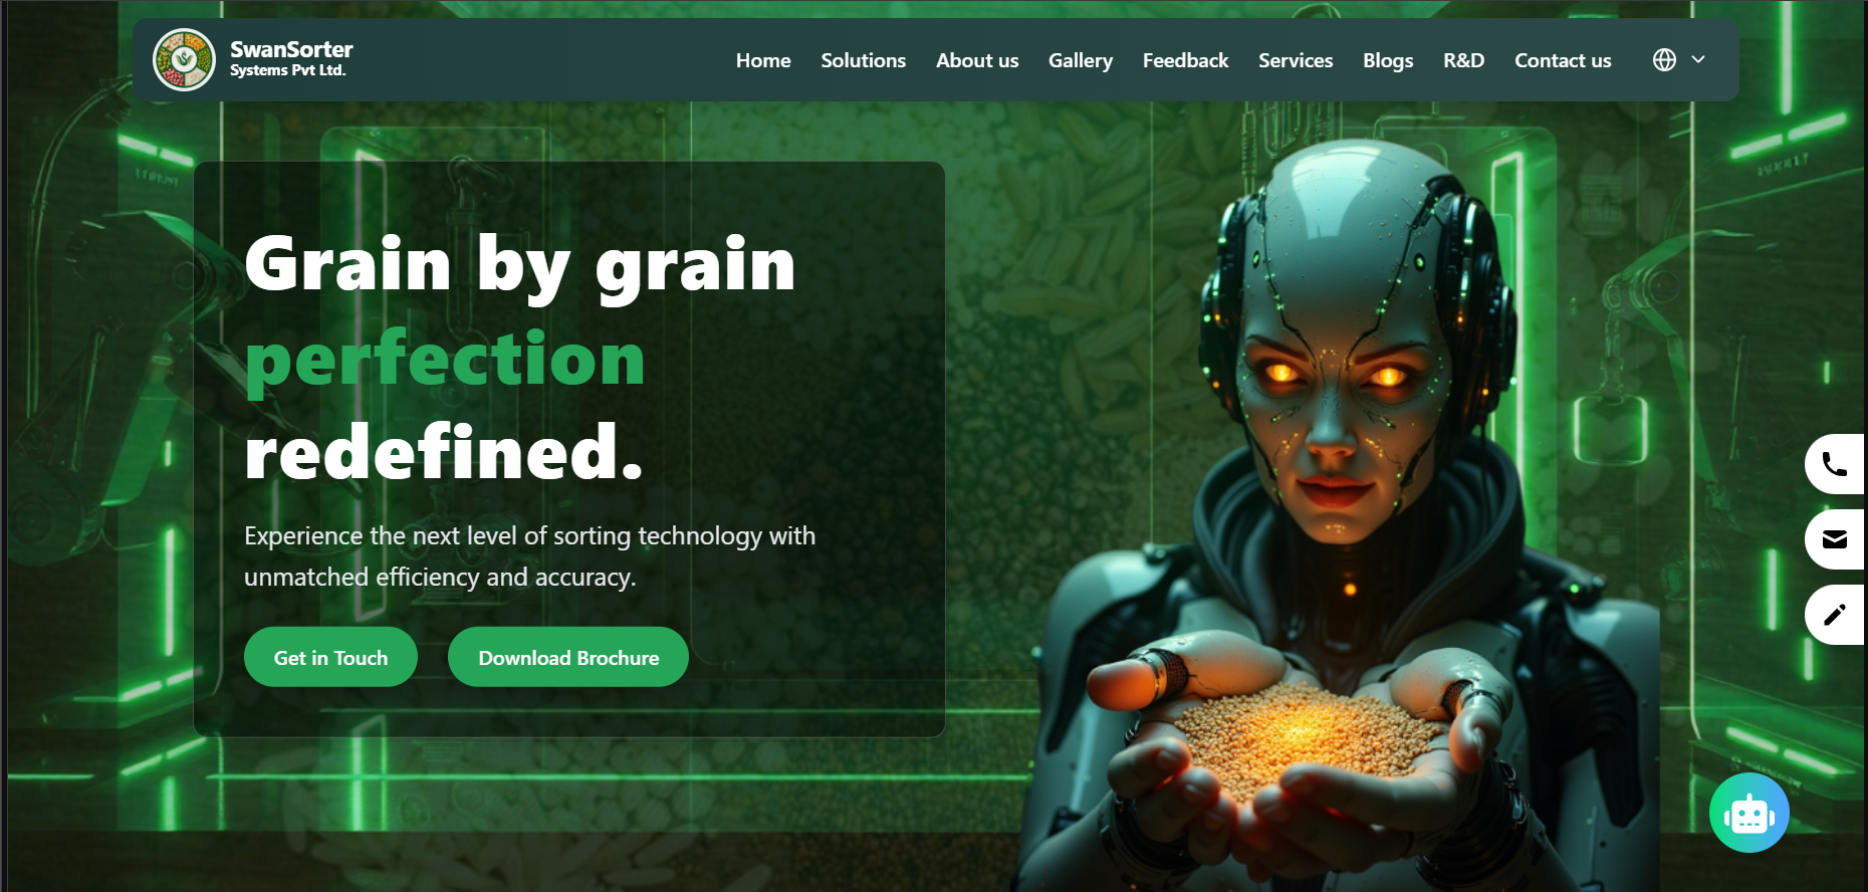 SwanSorter
Systems Pvt Ltd.
Home
Solutions
About us
Gallery
Feedback
Services
Blogs
R&D
Contact us
Grain by grain
perfection
redefined.
Experience the next level of sorting technology with
unmatched efficiency and accuracy.
Get in Touch
Download Brochure